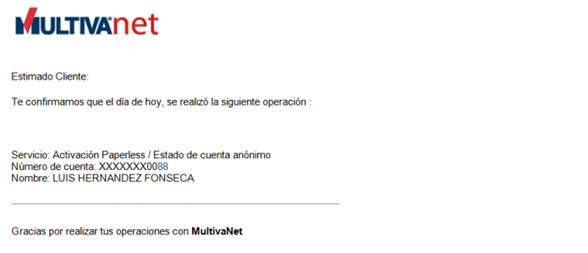 MULTIVAnet
Estimado Cliente:
Te confirmamos que el día de hoy, se realizó la siguiente operación :
Servicio: Activación Paperless / Estado de cuenta anónimo
Número de cuenta: XXXXXXX0088
Nombre: LUIS HERNANDEZ FONSECA
Gracias por realizar tus operaciones con MultivaNet